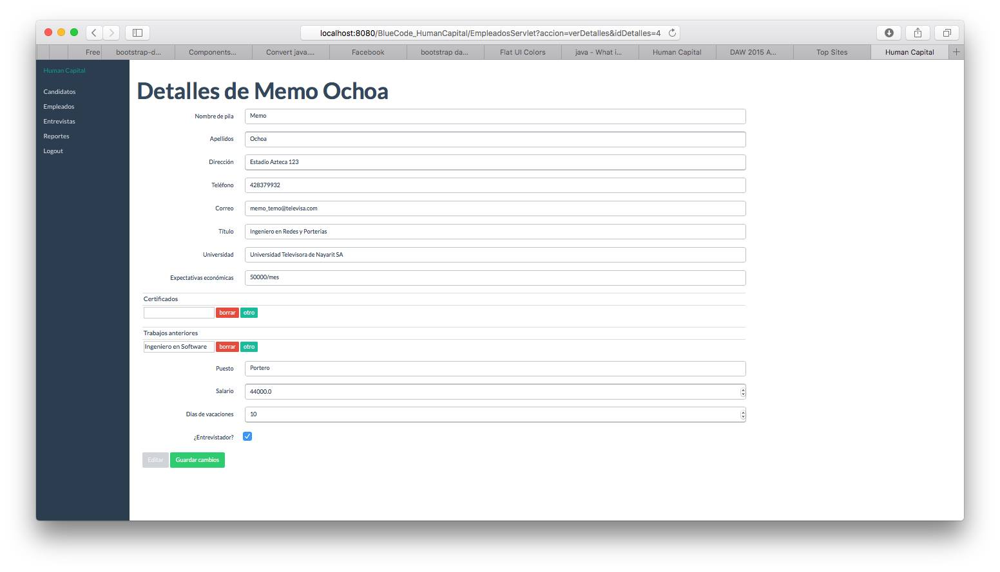 localhost:8080/BlueCode_HumanCapital/EmpleadosServlet?accion=verDetalles&idDetalles=4
Free bootstrap-d... Components... Convert java.... Facebook bootstrap da... Flat UI Colors java - What i... Human Capital DAW 2015 A... Top Sites Human Capital
Human Capital
Candidatos
Empleados
Entrevistas
Reportes
Logout
Detalles de Memo Ochoa
Nombre de pila Memo
Apellidos Ochoa
Dirección Estadio Azteca 123
Teléfono 428379932
Correo memo_temo@televisa.com
Título Ingeniero en Redes y Porterias
Universidad Universidad Televisora de Nayarit SA
Expectativas económicas 50000/mes
Certificados
borrar otro
Trabajos anteriores
Ingeniero en Software borrar otro
Puesto Portero
Salario 44000.0
Dias de vacaciones 10
¿Entrevistador?
Editar Guardar cambios